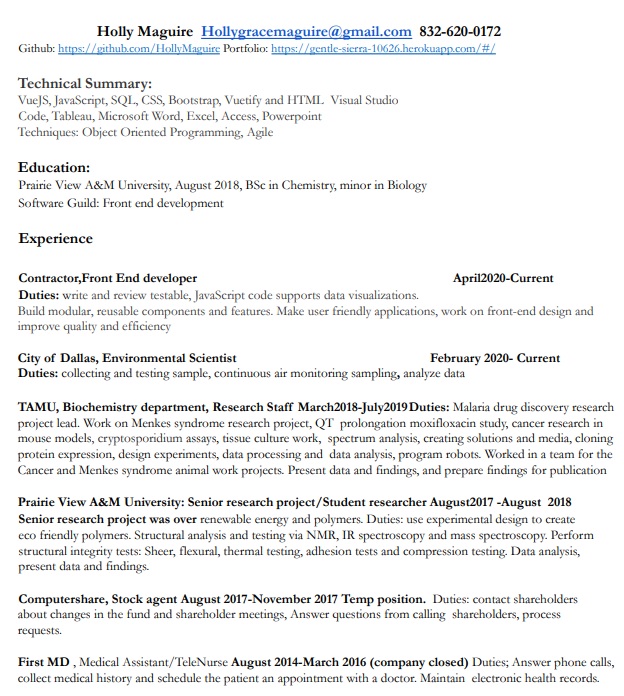 Holly Maguire Hollygracemaguire@gmail.com 832-620-0172
Github: https://github.com/HollyMaguire Portfolio: https://gentle-sierra-10626.herokuapp.com/#/
Technical Summary:
VueJS, JavaScript, SQL, CSS, Bootstrap, Vuetify and HTML Visual Studio
Code, Tableau, Microsoft Word, Excel, Access, Powerpoint
Techniques: Object Oriented Programming, Agile
Education:
Prairie View A&M University, August 2018, BSc in Chemistry, minor in Biology
Software Guild: Front end development
Experience
Contractor,Front End developer April2020-Current
Duties: write and review testable, JavaScript code supports data visualizations.
Build modular, reusable components and features. Make user friendly applications, work on front-end design and
improve quality and efficiency
City of Dallas, Environmental Scientist February 2020- Current
Duties: collecting and testing sample, continuous air monitoring sampling, analyze data
TAMU, Biochemistry department, Research Staff March2018-July2019Duties: Malaria drug discovery research
project lead. Work on Menkes syndrome research project, QT prolongation moxifloxacin study, cancer research in
mouse models, cryptosporidium assays, tissue culture work, spectrum analysis, creating solutions and media, cloning
protein expression, design experiments, data processing and data analysis, program robots. Worked in a team for the
Cancer and Menkes syndrome animal work projects. Present data and findings, and prepare findings for publication
Prairie View A&M University: Senior research project/Student researcher August2017 -August 2018
Senior research project was over renewable energy and polymers. Duties: use experimental design to create
eco friendly polymers. Structural analysis and testing via NMR, IR spectroscopy and mass spectroscopy. Perform
structural integrity tests: Sheer, flexural, thermal testing, adhesion tests and compression testing. Data analysis,
present data and findings.
Computershare, Stock agent August 2017-November 2017 Temp position. Duties: contact shareholders
about changes in the fund and shareholder meetings, Answer questions from calling shareholders, process
requests.
First MD , Medical Assistant/TeleNurse August 2014-March 2016 (company closed) Duties; Answer phone calls,
collect medical history and schedule the patient an appointment with a doctor. Maintain electronic health records.